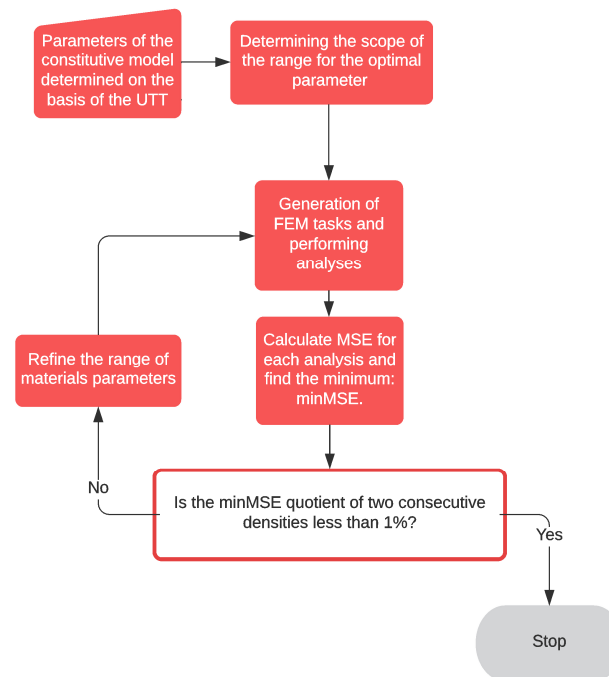 Parameters of the
constitutive model
determined on the
basis of the UTT
Determining the scope of
the range for the optimal
parameter
Generation of
FEM tasks and
performing
analyses
Calculate MSE for
each analysis and
find the minimum:
minMSE.
Refine the range of
materials parameters
No
Is the minMSE quotient of two consecutive
densities less than 1%?
Yes
Stop